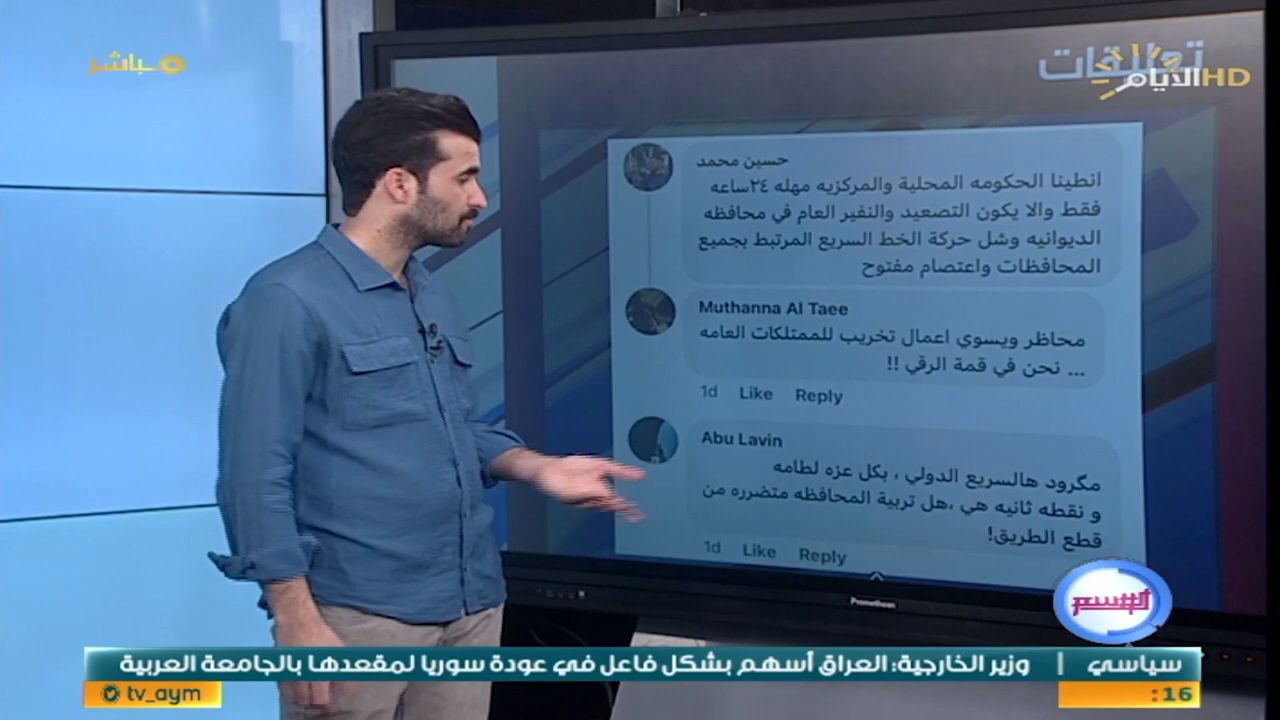 مباشر
تعليقات
الأيام HD
حسين محمد
انطينا الحكومه المحلية والمركزيه مهله ٢٤ساعه
فقط والا يكون التصعيد والنفير العام في محافظه
الديوانيه وشل حركة الخط السريع المرتبط بجميع
المحافظات واعتصام مفتوح
Muthanna Al Taee
محاظر ويسوي اعمال تخريب للممتلكات العامه
... نحن في قمة الرقي !!
1d Like Reply
Abu Lavin
مگرود هالسريع الدولي ، بكل عزه لطامه
و نقطه ثانيه هي ،هل تربية المحافظه متضرره من
قطع الطريق!
1d Like Reply
Promethean
سياسي | وزير الخارجية: العراق أسهم بشكل فاعل في عودة سوريا لمقعدها بالجامعة العربية
tv_aym
:16